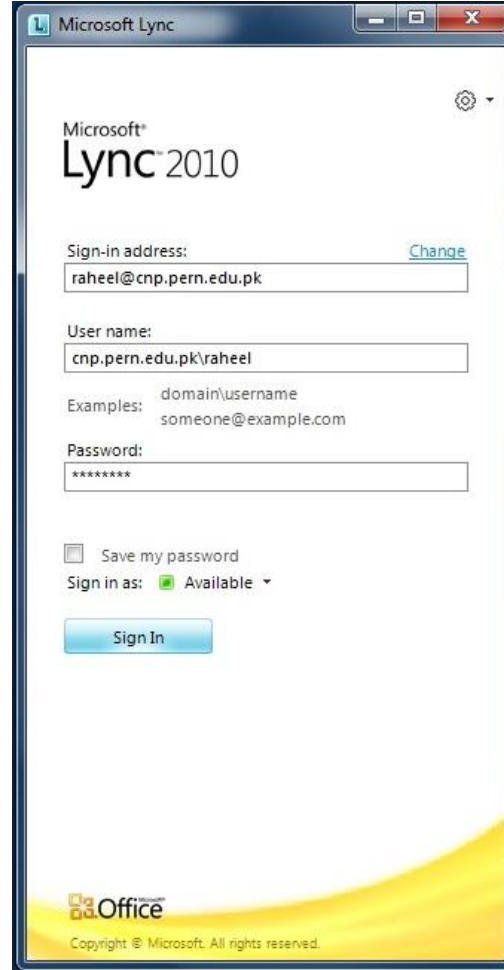 Microsoft Lync
Microsoft®
Lync™ 2010
Sign-in address: Change
raheel@cnp.pern.edu.pk
User name:
cnp.pern.edu.pk\raheel
Examples: domain\username
someone@example.com
Password:
********
Save my password
Sign in as: Available
Sign In
Microsoft®
Office
Copyright © Microsoft. All rights reserved.